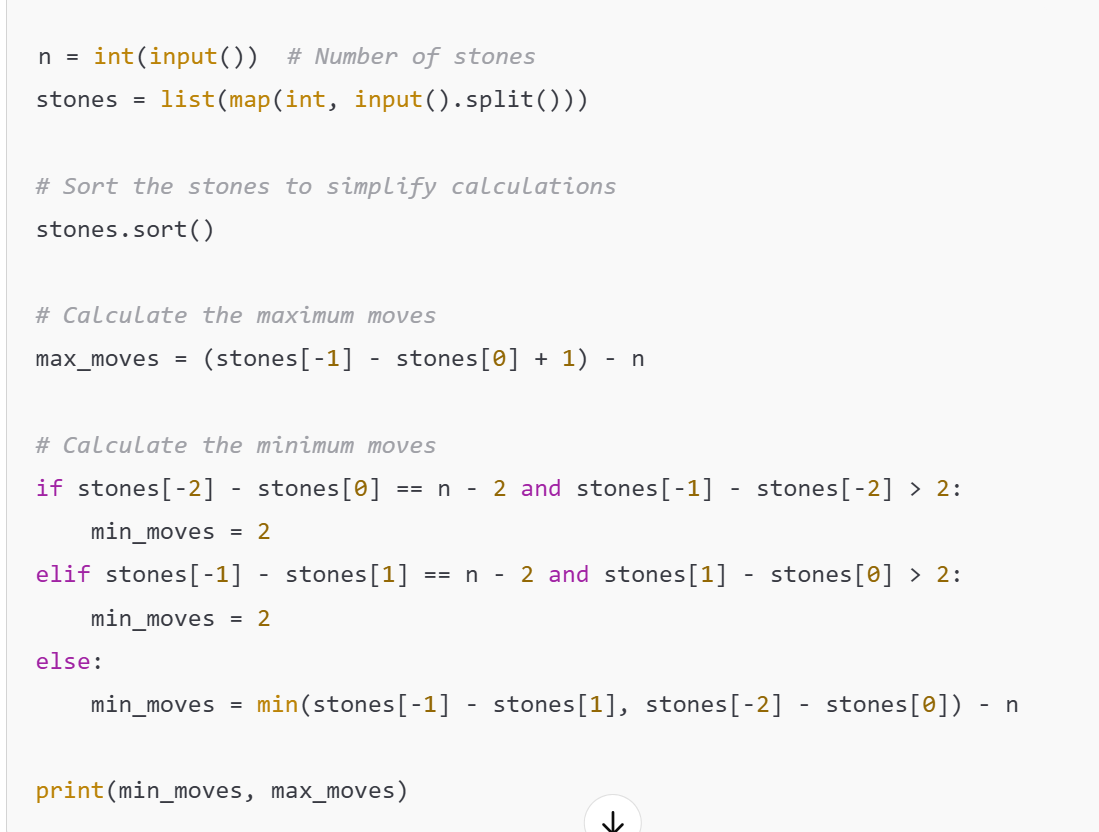 n = int(input())  # Number of stones
stones = list(map(int, input().split()))
# Sort the stones to simplify calculations
stones.sort()
# Calculate the maximum moves
max_moves = (stones[-1] - stones[0] + 1) - n
# Calculate the minimum moves
if stones[-2] - stones[0] == n - 2 and stones[-1] - stones[-2] > 2:
    min_moves = 2
elif stones[-1] - stones[1] == n - 2 and stones[1] - stones[0] > 2:
    min_moves = 2
else:
    min_moves = min(stones[-1] - stones[1], stones[-2] - stones[0]) - n
print(min_moves, max_moves)